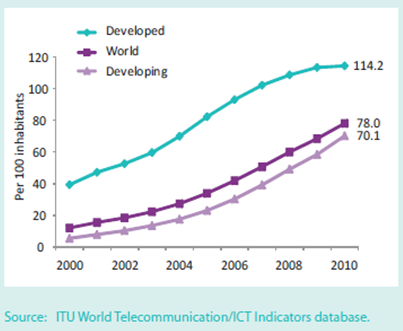 Developed
World
Developing
Per 100 inhabitants
120
100
80
60
40
20
0
114.2
78.0
70.1
2000 2002 2004 2006 2008 2010
Source: ITU World Telecommunication/ICT Indicators database.